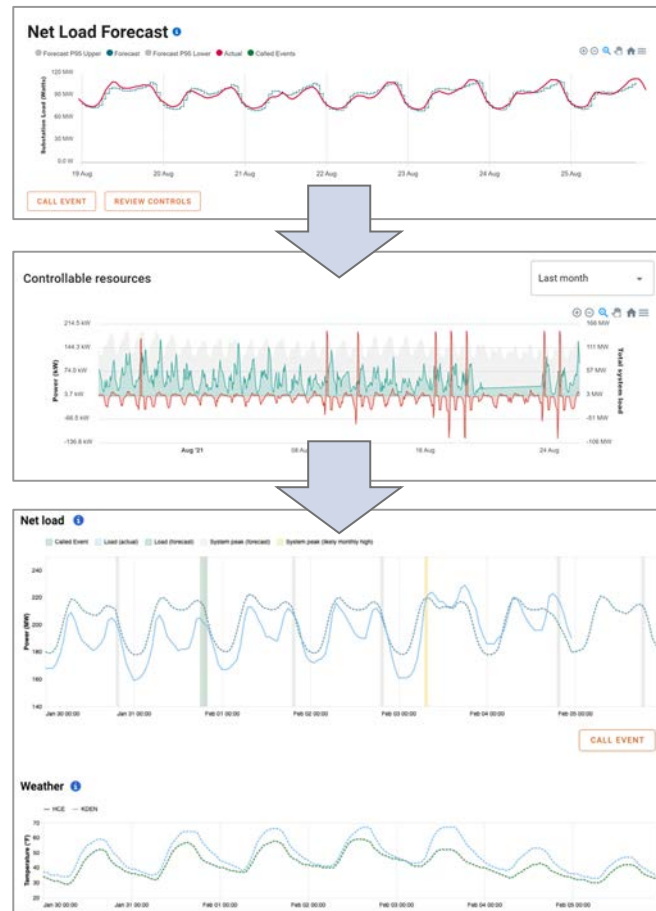 Net Load Forecast
Forecast P95 Upper Forecast Forecast P95 Lower Actual Called Events
Substation Load (Watts)
120 MW
90 MW
60 MW
30 MW
0.0 W
19 Aug 20 Aug 21 Aug 22 Aug 23 Aug 24 Aug 25 Aug
CALL EVENT REVIEW CONTROLS
Controllable resources
Last month
Power (kW)
Total system load
214.5 kW 166 MW
144.3 kW 111 MW
74.0 kW 57 MW
3.7 kW 3 MW
-66.5 kW -51 MW
-136.8 kW -106 MW
Aug '21 16 Aug 24 Aug
Net load
Called Event Load (actual) Load (forecast) System peak (forecast) System peak (likely monthly high)
Power (MW)
240
220
200
180
160
140
Jan 30 00:00 Jan 31 00:00 Feb 01 00:00 Feb 02 00:00 Feb 03 00:00 Feb 04 00:00 Feb 05 00:00
CALL EVENT
Weather
HCE KDEN
Temperature (°F)
70
60
50
40
30
20
Jan 30 00:00 Jan 31 00:00 Feb 01 00:00 Feb 02 00:00 Feb 03 00:00 Feb 04 00:00 Feb 05 00:00